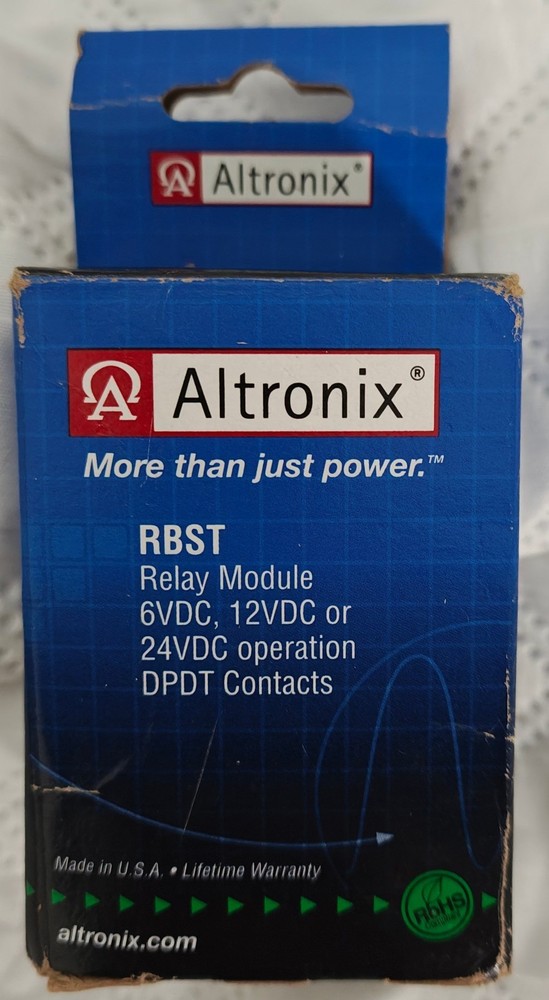 Altronix®
Altronix®
More than just power.™
RBST
Relay Module
6VDC, 12VDC or
24VDC operation
DPDT Contacts
Made in U.S.A. • Lifetime Warranty
RoHS
altronix.com